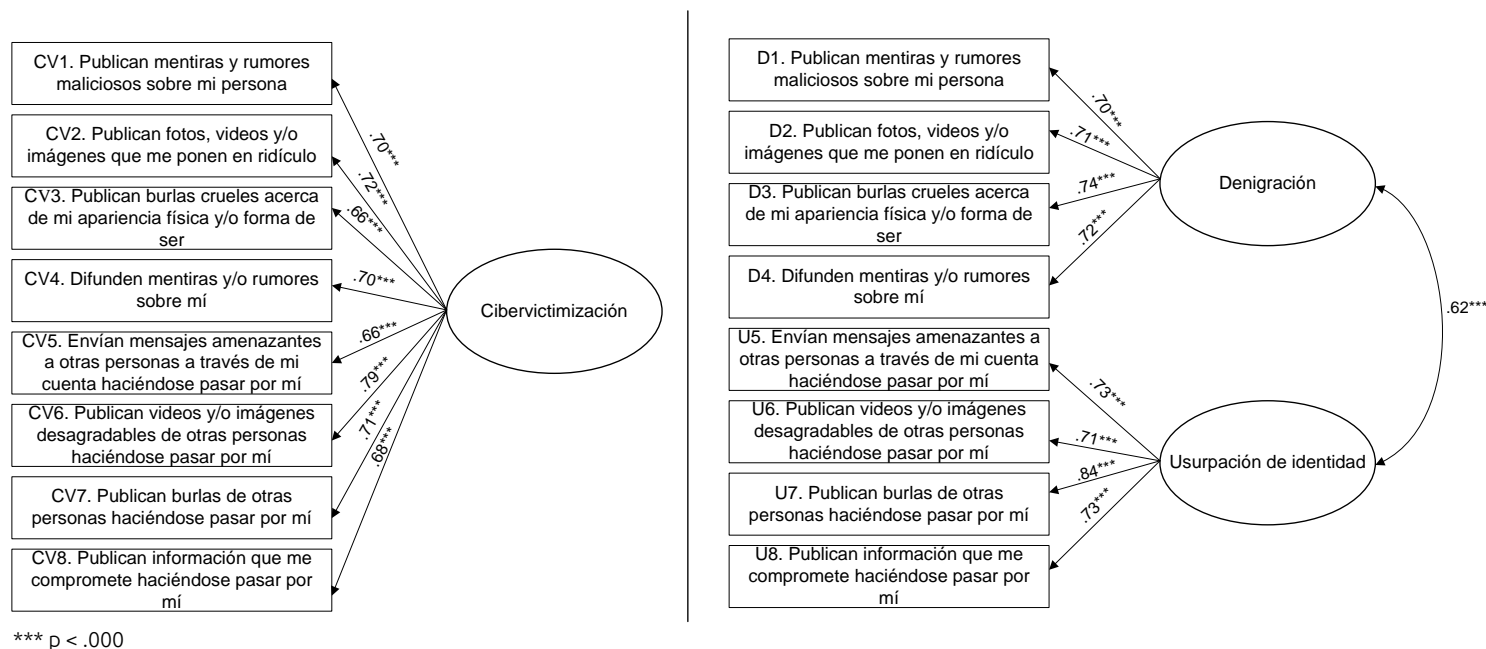 CV1. Publican mentiras y rumores
maliciosos sobre mi persona
CV2. Publican fotos, videos y/o
imágenes que me ponen en ridículo
CV3. Publican burlas crueles acerca
de mi apariencia física y/o forma de
ser
CV4. Difunden mentiras y/o rumores
sobre mí
CV5. Envían mensajes amenazantes
a otras personas a través de mi
cuenta haciéndose pasar por mí
CV6. Publican videos y/o imágenes
desagradables de otras personas
haciéndose pasar por mí
CV7. Publican burlas de otras
personas haciéndose pasar por mí
CV8. Publican información que me
compromete haciéndose pasar por
mí
.70***
.72***
.66***
.70***
.66***
.79***
.71***
.68***
Cibervictimización
D1. Publican mentiras y rumores
maliciosos sobre mi persona
D2. Publican fotos, videos y/o
imágenes que me ponen en ridículo
D3. Publican burlas crueles acerca
de mi apariencia física y/o forma de
ser
D4. Difunden mentiras y/o rumores
sobre mí
U5. Envían mensajes amenazantes a
otras personas a través de mi cuenta
haciéndose pasar por mí
U6. Publican videos y/o imágenes
desagradables de otras personas
haciéndose pasar por mí
U7. Publican burlas de otras
personas haciéndose pasar por mí
U8. Publican información que me
compromete haciéndose pasar por
mí
.70***
.71***
.74***
.72***
.73***
.71***
.84***
.73***
Denigración
Usurpación de identidad
.62***
*** p < .000